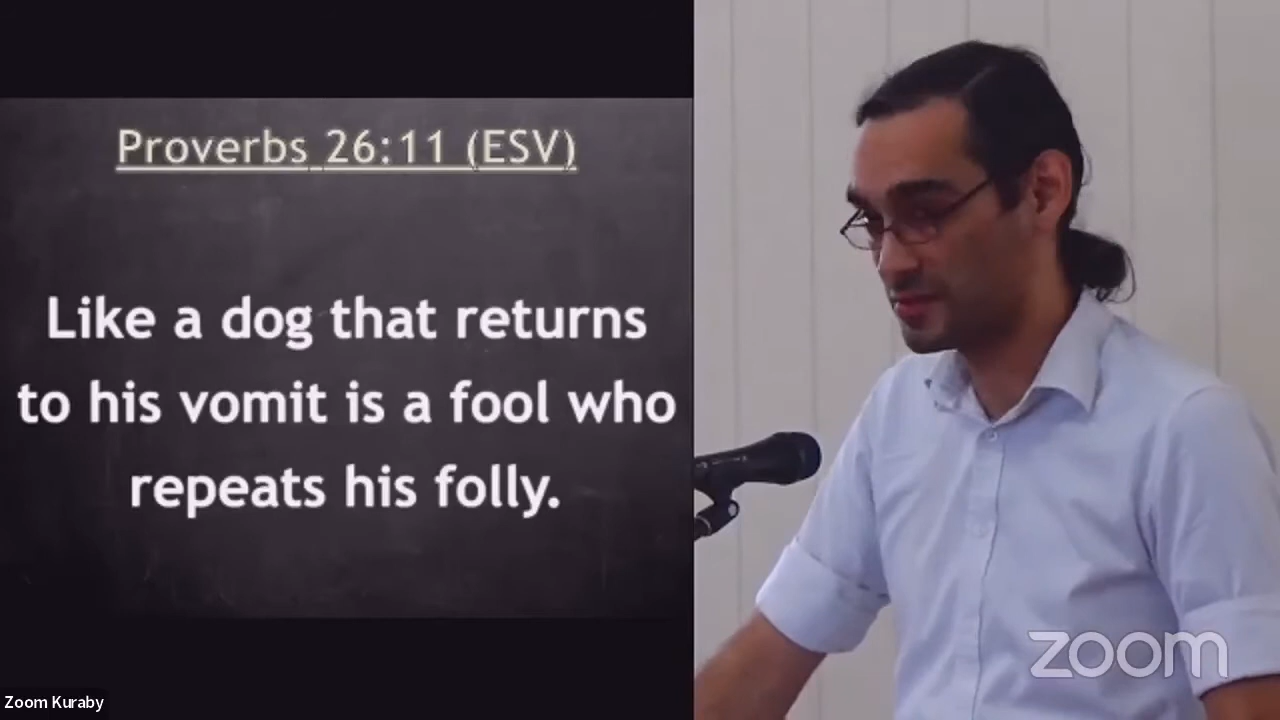 Proverbs 26:11 (ESV)
Like a dog that returns
to his vomit is a fool who
repeats his folly.
zoom
Zoom Kuraby